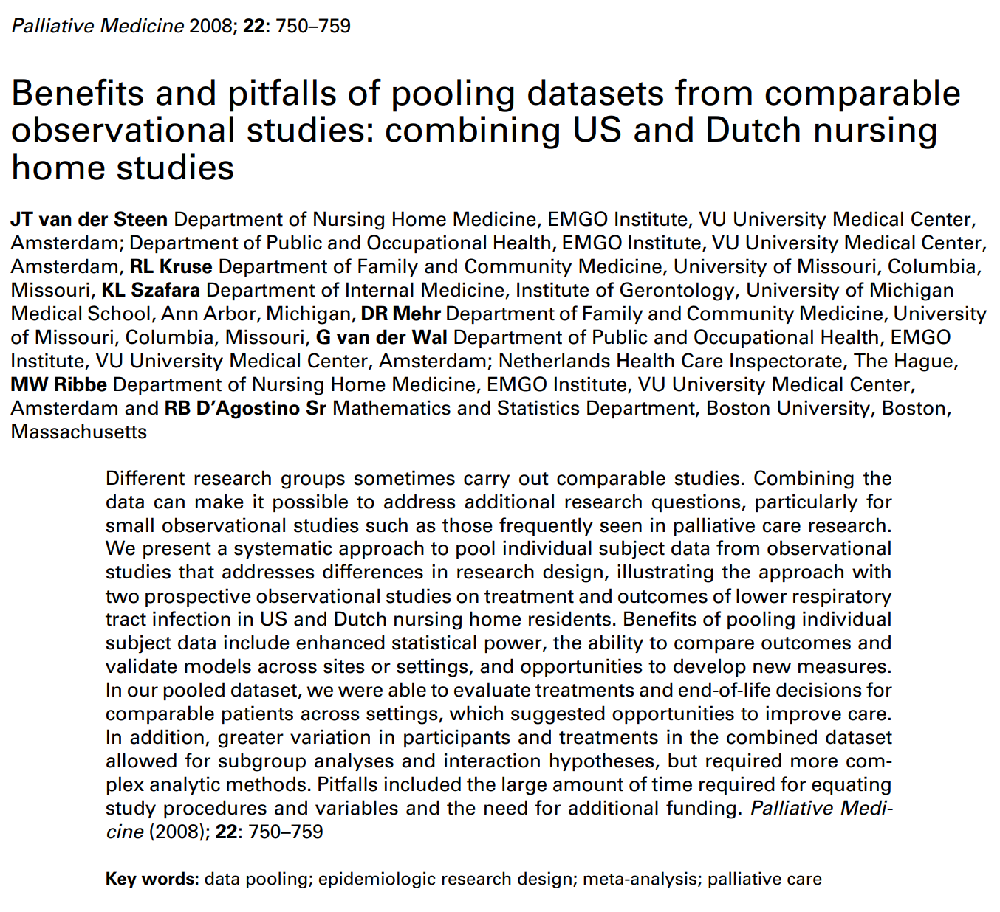 Palliative Medicine 2008; 22: 750–759
Benefits and pitfalls of pooling datasets from comparable
observational studies: combining US and Dutch nursing
home studies
JT van der Steen Department of Nursing Home Medicine, EMGO Institute, VU University Medical Center,
Amsterdam; Department of Public and Occupational Health, EMGO Institute, VU University Medical Center,
Amsterdam, RL Kruse Department of Family and Community Medicine, University of Missouri, Columbia,
Missouri, KL Szafara Department of Internal Medicine, Institute of Gerontology, University of Michigan
Medical School, Ann Arbor, Michigan, DR Mehr Department of Family and Community Medicine, University
of Missouri, Columbia, Missouri, G van der Wal Department of Public and Occupational Health, EMGO
Institute, VU University Medical Center, Amsterdam; Netherlands Health Care Inspectorate, The Hague,
MW Ribbe Department of Nursing Home Medicine, EMGO Institute, VU University Medical Center,
Amsterdam and RB D’Agostino Sr Mathematics and Statistics Department, Boston University, Boston,
Massachusetts
Different research groups sometimes carry out comparable studies. Combining the
data can make it possible to address additional research questions, particularly for
small observational studies such as those frequently seen in palliative care research.
We present a systematic approach to pool individual subject data from observational
studies that addresses differences in research design, illustrating the approach with
two prospective observational studies on treatment and outcomes of lower respiratory
tract infection in US and Dutch nursing home residents. Benefits of pooling individual
subject data include enhanced statistical power, the ability to compare outcomes and
validate models across sites or settings, and opportunities to develop new measures.
In our pooled dataset, we were able to evaluate treatments and end-of-life decisions for
comparable patients across settings, which suggested opportunities to improve care.
In addition, greater variation in participants and treatments in the combined dataset
allowed for subgroup analyses and interaction hypotheses, but required more com-
plex analytic methods. Pitfalls included the large amount of time required for equating
study procedures and variables and the need for additional funding. Palliative Medi-
cine (2008); 22: 750–759
Key words: data pooling; epidemiologic research design; meta-analysis; palliative care